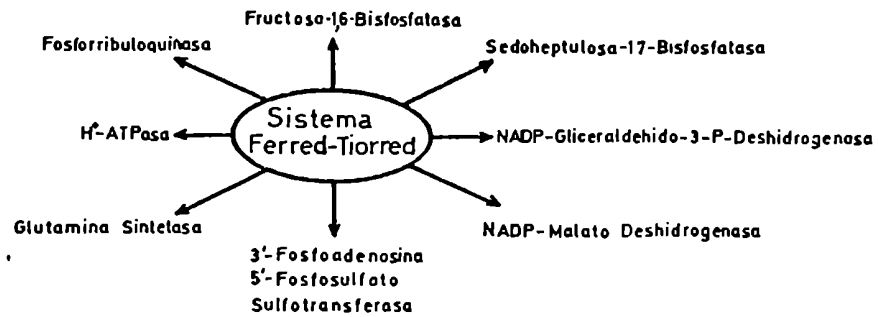 Fructosa-1,6-Bisfosfatasa
Fosforribuloquinasa
Sedoheptulosa-17-Bisfosfatasa
Sistema
Ferred-Tiorred
H⁺-ATPasa
NADP-Gliceraldehido-3-P-Deshidrogenasa
Glutamina Sintetasa
NADP-Malato Deshidrogenasa
3'-Fosfoadenosina
5'-Fosfosulfato
Sulfotransferasa